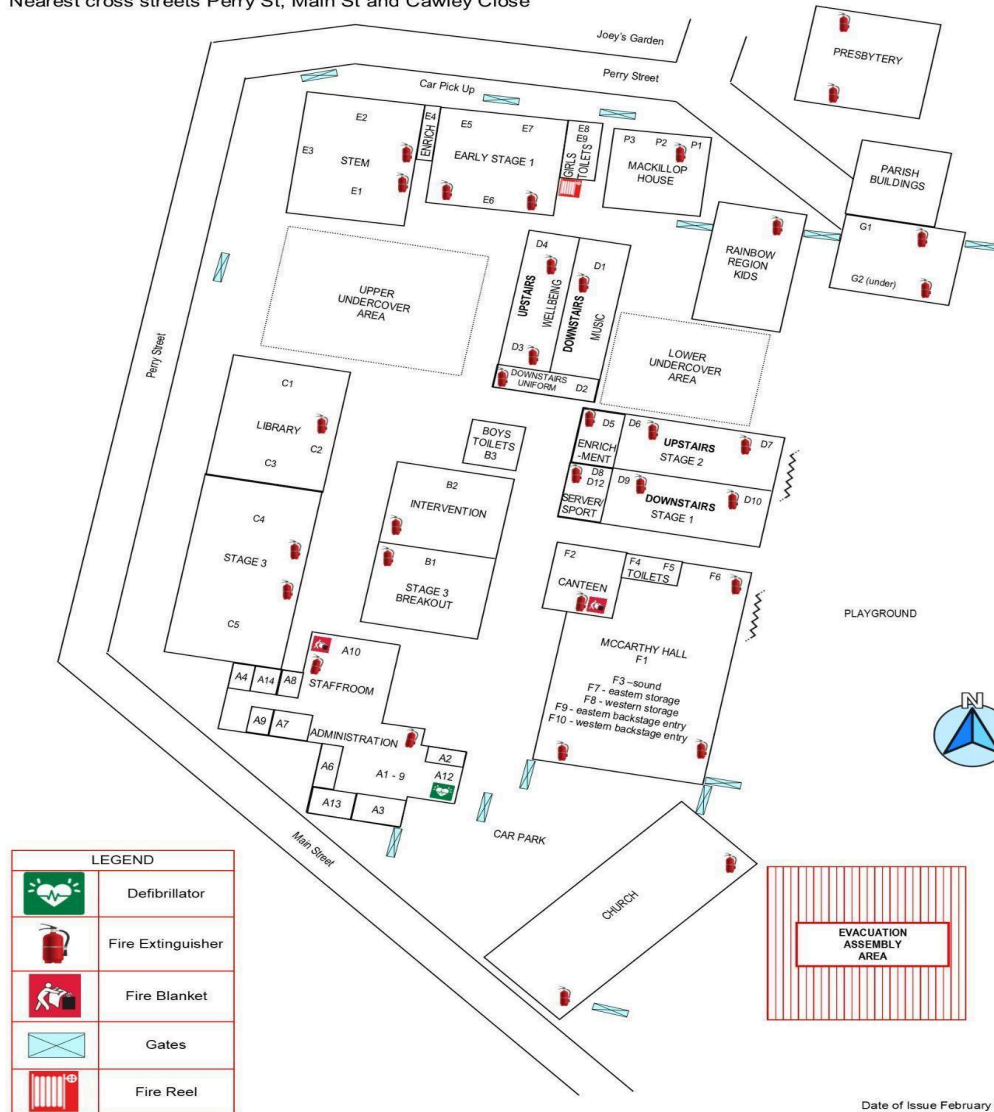 Nearest cross streets Perry St, Main St and Cawley Close
Joey's Garden
Perry Street
Car Pick Up
PRESBYTERY
E2
E3
STEM
E1
E4
ENRICH
E5
E7
EARLY STAGE 1
E6
E8
E9
GIRLS
TOILETS
P3
P2
P1
MACKILLOP
HOUSE
PARISH
BUILDINGS
G1
G2 (under)
RAINBOW
REGION
KIDS
UPPER
UNDERCOVER
AREA
D4
UPSTAIRS
WELLBEING
D3
D1
DOWNSTAIRS
MUSIC
DOWNSTAIRS
UNIFORM
D2
LOWER
UNDERCOVER
AREA
Perry Street
C1
LIBRARY
C2
C3
BOYS
TOILETS
B3
D5
ENRICH
-MENT
D6
UPSTAIRS
STAGE 2
D7
D8
D12
SERVER/
SPORT
D9
DOWNSTAIRS
STAGE 1
D10
B2
INTERVENTION
B1
STAGE 3
BREAKOUT
C4
STAGE 3
C5
F2
CANTEEN
F4
F5
TOILETS
F6
PLAYGROUND
MCCARTHY HALL
F1
F3 –sound
F7 - eastern storage
F8 - western storage
F9 - eastern backstage entry
F10 - western backstage entry
A10
STAFFROOM
A4
A14
A8
A9
A7
ADMINISTRATION
A6
A1 - 9
A2
A12
A13
A3
N
CAR PARK
Main Street
CHURCH
EVACUATION
ASSEMBLY
AREA
LEGEND
Defibrillator
Fire Extinguisher
Fire Blanket
Gates
Fire Reel
Date of Issue February